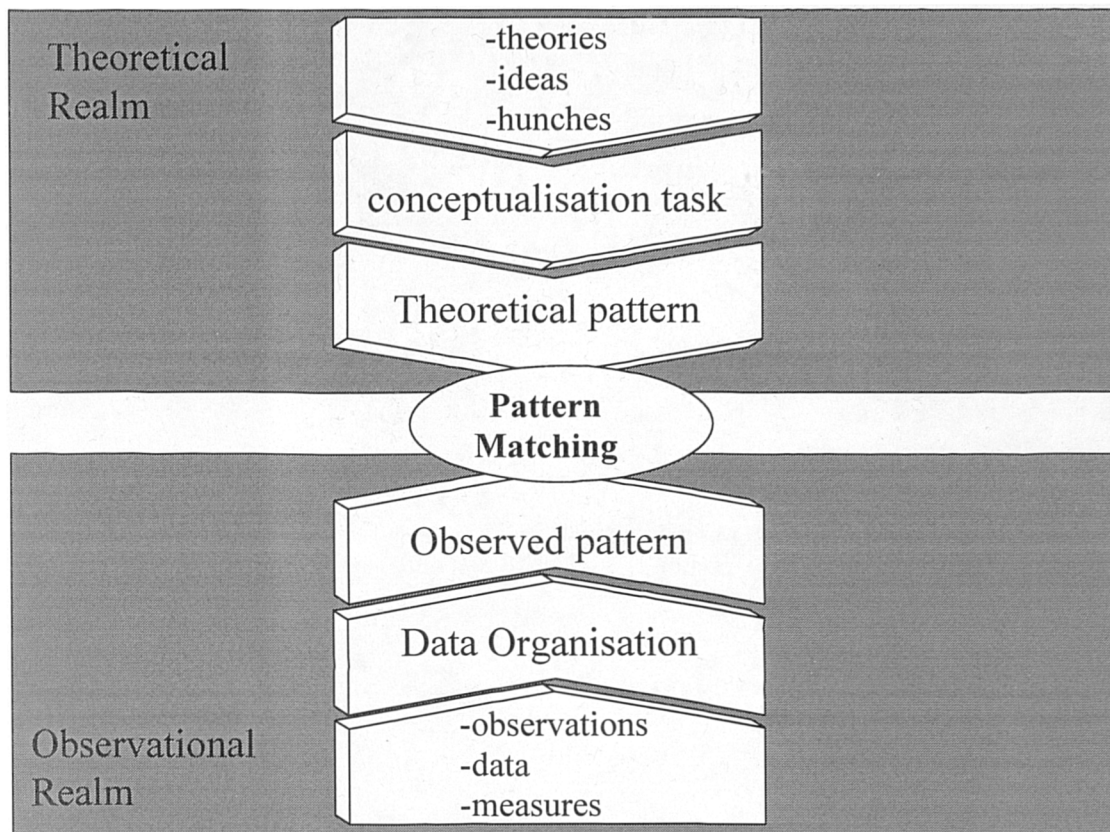 Theoretical
Realm
-theories
-ideas
-hunches
conceptualisation task
Theoretical pattern
Pattern
Matching
Observed pattern
Data Organisation
Observational
Realm
-observations
-data
-measures